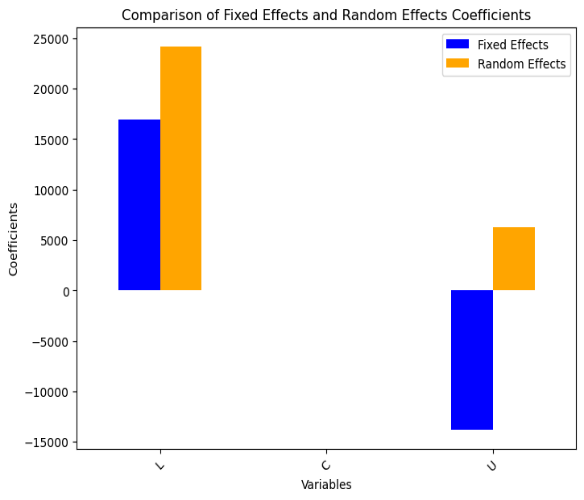 Comparison of Fixed Effects and Random Effects Coefficients
Fixed Effects
Random Effects
Coefficients
25000
20000
15000
10000
5000
0
−5000
−10000
−15000
L
C
U
Variables